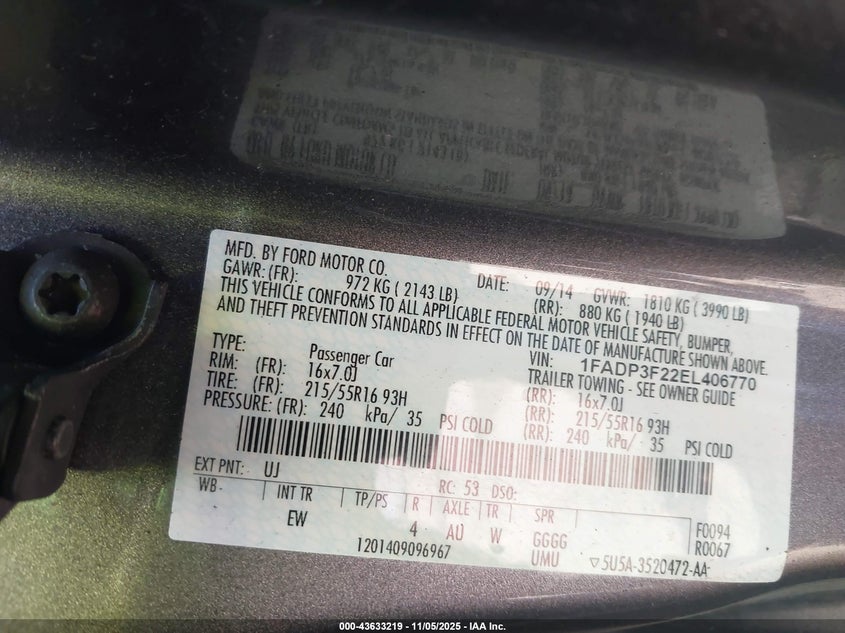 MFD. BY FORD MOTOR CO.
DATE: 09/14 GVWR: 1810 KG ( 3990 LB)
GAWR: (FR): 972 KG ( 2143 LB) (RR): 880 KG ( 1940 LB)
THIS VEHICLE CONFORMS TO ALL APPLICABLE FEDERAL MOTOR VEHICLE SAFETY, BUMPER,
AND THEFT PREVENTION STANDARDS IN EFFECT ON THE DATE OF MANUFACTURE SHOWN ABOVE.
VIN: 1FADP3F22EL406770
TYPE: Passenger Car TRAILER TOWING - SEE OWNER GUIDE
RIM: (FR): 16x7.0J (RR): 16x7.0J
TIRE: (FR): 215/55R16 93H (RR): 215/55R16 93H
PRESSURE: (FR): 240 kPa/ 35 PSI COLD (RR): 240 kPa/ 35 PSI COLD
EXT PNT: UJ RC: 53 DSO:
WB- INT TR TP/PS R AXLE TR SPR F0094
EW 4 AU W GGGG R0067
1201409096967 UMU ▽5U5A-3520472-AA
000-43633219 - 11/05/2025 - IAA Inc.